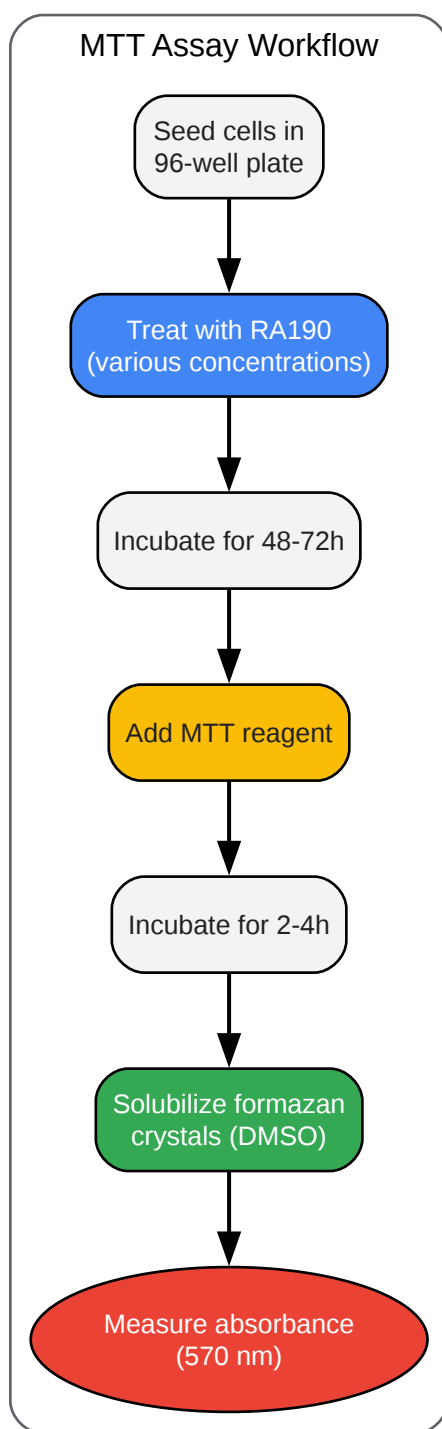 MTT Assay Workflow
Seed cells in
96-well plate
Treat with RA190
(various concentrations)
Incubate for 48-72h
Add MTT reagent
Incubate for 2-4h
Solubilize formazan
crystals (DMSO)
Measure absorbance
(570 nm)